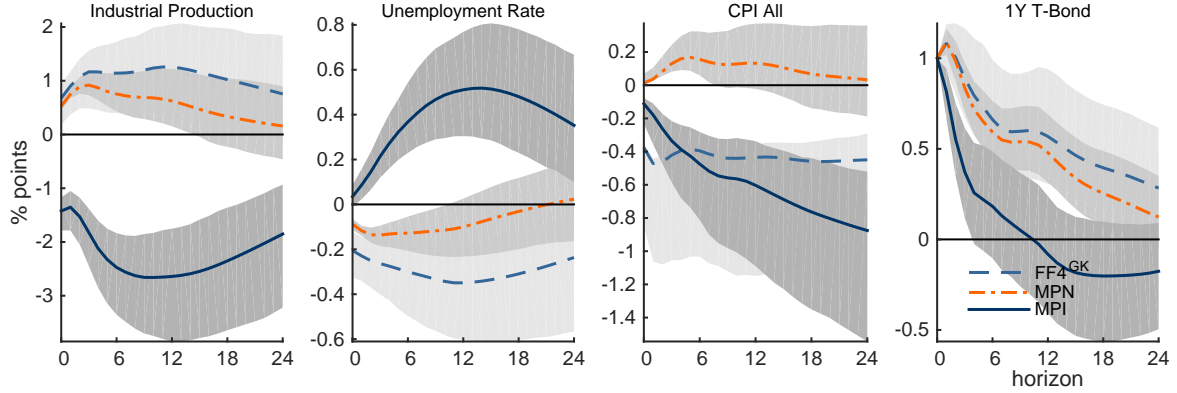 Industrial Production
Unemployment Rate
CPI All
1Y T-Bond
% points
2
1
0
-1
-2
-3
0 6 12 18 24
0.8
0.6
0.4
0.2
0
-0.2
-0.4
-0.6
0 6 12 18 24
0.2
0
-0.2
-0.4
-0.6
-0.8
-1
-1.2
-1.4
0 6 12 18 24
1
0.5
0
-0.5
0 6 12 18 24
FF4^GK
MPN
MPI
horizon